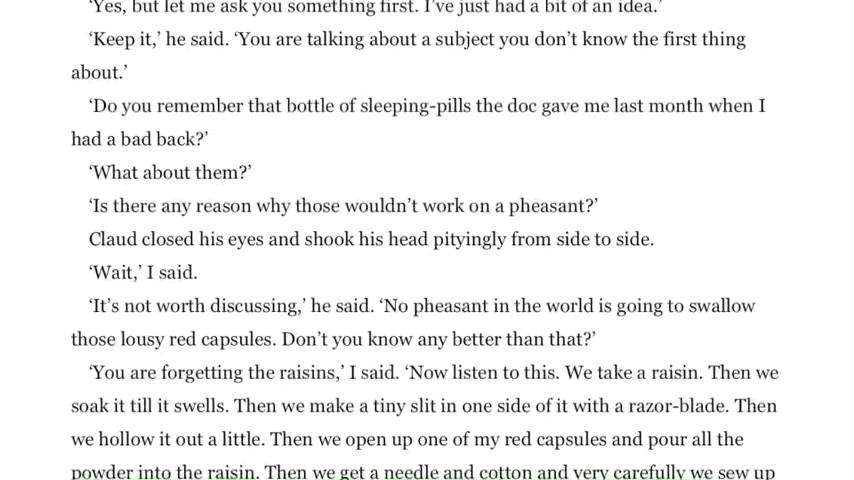 ‘Yes, but let me ask you something first. I’ve just had a bit of an idea.’
‘Keep it,’ he said. ‘You are talking about a subject you don’t know the first thing
about.’
‘Do you remember that bottle of sleeping-pills the doc gave me last month when I
had a bad back?’
‘What about them?’
‘Is there any reason why those wouldn’t work on a pheasant?’
Claud closed his eyes and shook his head pityingly from side to side.
‘Wait,’ I said.
‘It’s not worth discussing,’ he said. ‘No pheasant in the world is going to swallow
those lousy red capsules. Don’t you know any better than that?’
‘You are forgetting the raisins,’ I said. ‘Now listen to this. We take a raisin. Then we
soak it till it swells. Then we make a tiny slit in one side of it with a razor-blade. Then
we hollow it out a little. Then we open up one of my red capsules and pour all the
powder into the raisin. Then we get a needle and cotton and very carefully we sew up